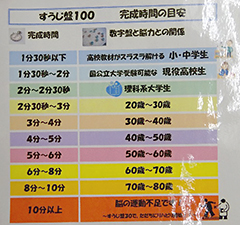 すうじ盤100 完成時間の目安
完成時間 数字盤と脳力との関係
1分30秒以下 高校教材がスラスラ解ける 小・中学生
1分30秒~2分 国公立大学受験可能な 現役高校生
2分~2分30秒 理科系大学生
2分30秒~3分 20歳~30歳
3分~4分 30歳~40歳
4分~5分 40歳~50歳
5分~6分 50歳~60歳
6分~8分 60歳~70歳
8分~10分 70歳~80歳
10分以上 脳の運動不足で
~すうじ盤30で、